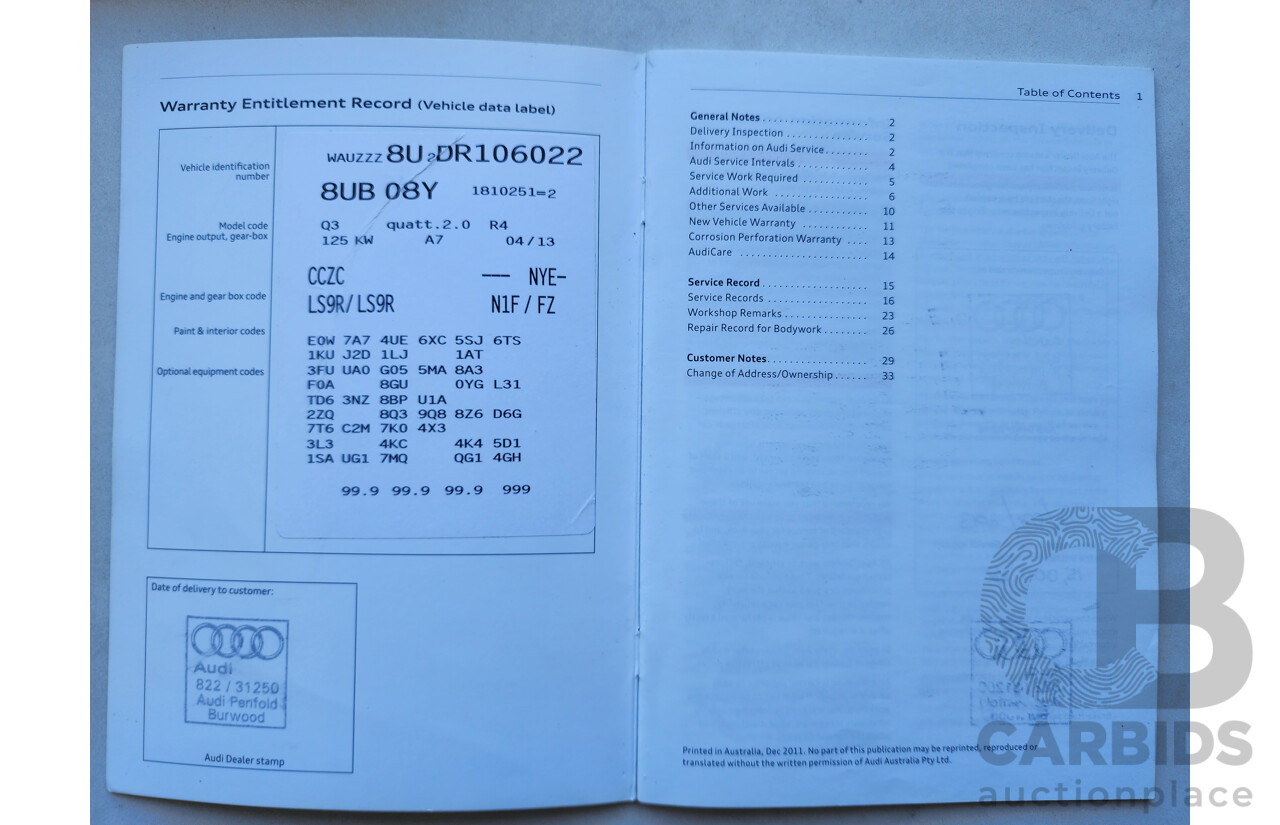 Warranty Entitlement Record (Vehicle data label)
Vehicle identification number
WAUZZZ 8U 2DR106022
8UB 08Y 1810251=2
Model code
Engine output, gear-box
Q3 quatt.2.0 R4
125 KW A7 04/13
Engine and gear box code
CCZC --- NYE-
Paint & interior codes
LS9R/LS9R N1F/FZ
Optional equipment codes
E0W 7A7 4UE 6XC 5SJ 6TS
1KU J2D 1LJ 1AT
3FU UA0 G05 5MA 8A3
F0A 8GU 0YG L31
TD6 3NZ 8BP U1A
2ZQ 8Q3 9Q8 8Z6 D6G
7T6 C2M 7K0 4X3
3L3 4KC 4K4 5D1
1SA UG1 7MQ QG1 4GH
99.9 99.9 99.9 999
Date of delivery to customer:
Audi
822 / 31250
Audi Penfold
Burwood
Audi Dealer stamp
Table of Contents 1
General Notes . . . . . . . . . . . . . . . . . . . 2
Delivery Inspection . . . . . . . . . . . . . . . 2
Information on Audi Service. . . . . . . . 2
Audi Service Intervals . . . . . . . . . . . . . 4
Service Work Required . . . . . . . . . . . . 5
Additional Work . . . . . . . . . . . . . . . . . 6
Other Services Available . . . . . . . . . . . 10
New Vehicle Warranty . . . . . . . . . . . . . 11
Corrosion Perforation Warranty . . . . 13
AudiCare . . . . . . . . . . . . . . . . . . . . . . . 14
Service Record . . . . . . . . . . . . . . . . . . . 15
Service Records . . . . . . . . . . . . . . . . . . 16
Workshop Remarks . . . . . . . . . . . . . . . 23
Repair Record for Bodywork . . . . . . . . 26
Customer Notes. . . . . . . . . . . . . . . . . . 29
Change of Address/Ownership . . . . . . 33
Printed in Australia, Dec 2011. No part of this publication may be reprinted, reproduced or
translated without the written permission of Audi Australia Pty Ltd.
CB
CARBIDS
auctionplace